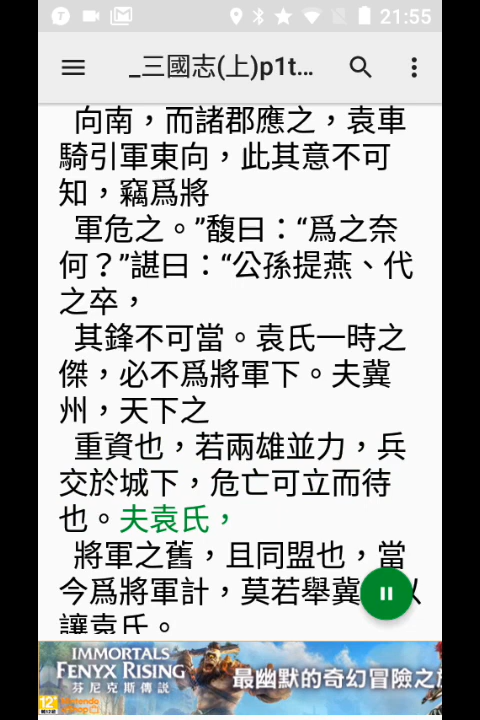 21:55
_三國志(上)p1t...
向南，而諸郡應之，袁車
騎引軍東向，此其意不可
知，竊爲將
軍危之。”馥曰：“爲之奈
何？”諶曰：“公孫提燕、代
之卒，
其鋒不可當。袁氏一時之
傑，必不爲將軍下。夫冀
州，天下之
重資也，若兩雄並力，兵
交於城下，危亡可立而待
也。夫袁氏，
將軍之舊，且同盟也，當
今爲將軍計，莫若舉冀以
讓袁氏。
IMMORTALS
FENYX RISING
芬尼克斯傳說
最幽默的奇幻冒險之旅
12+
Nintendo
eShop